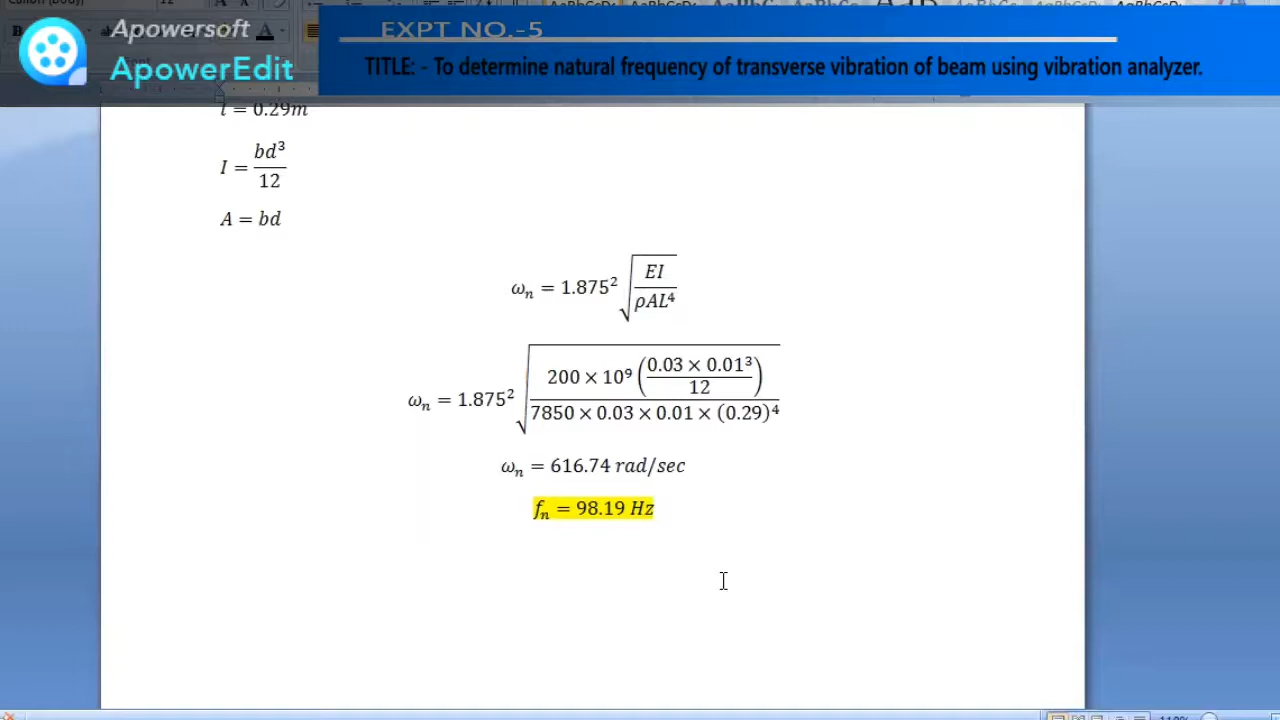 Apowersoft
ApowerEdit
EXPT NO.-5
TITLE: - To determine natural frequency of transverse vibration of beam using vibration analyzer.
l = 0.29m
I = bd³/12
A = bd
ωₙ = 1.875² √(EI/ρAL⁴)
ωₙ = 1.875² √(200 × 10⁹ (0.03 × 0.01³/12)/7850 × 0.03 × 0.01 × (0.29)⁴)
ωₙ = 616.74 rad/sec
fₙ = 98.19 Hz